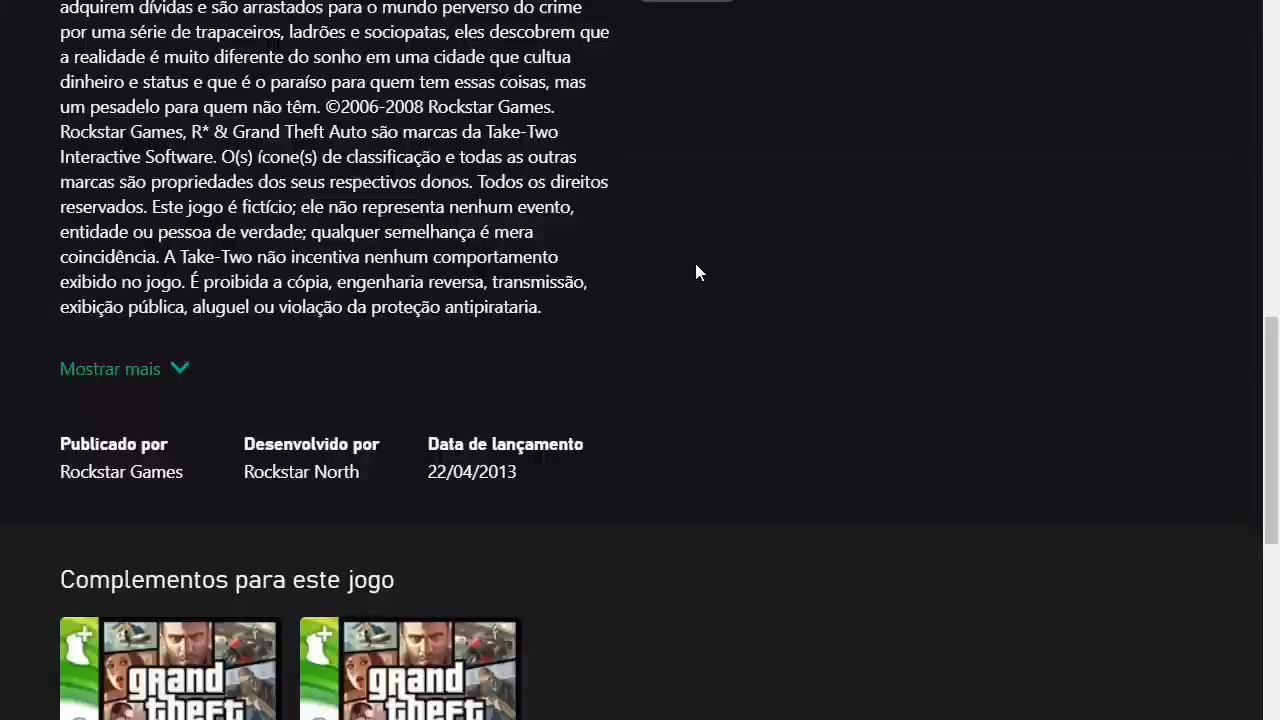 adquirem dívidas e são arrastados para o mundo perverso do crime
por uma série de trapaceiros, ladrões e sociopatas, eles descobrem que
a realidade é muito diferente do sonho em uma cidade que cultua
dinheiro e status e que é o paraíso para quem tem essas coisas, mas
um pesadelo para quem não têm. ©2006-2008 Rockstar Games.
Rockstar Games, R* & Grand Theft Auto são marcas da Take-Two
Interactive Software. O(s) ícone(s) de classificação e todas as outras
marcas são propriedades dos seus respectivos donos. Todos os direitos
reservados. Este jogo é fictício; ele não representa nenhum evento,
entidade ou pessoa de verdade; qualquer semelhança é mera
coincidência. A Take-Two não incentiva nenhum comportamento
exibido no jogo. É proibida a cópia, engenharia reversa, transmissão,
exibição pública, aluguel ou violação da proteção antipirataria.
Mostrar mais
Publicado por
Rockstar Games
Desenvolvido por
Rockstar North
Data de lançamento
22/04/2013
Complementos para este jogo
grand
theft
grand
theft